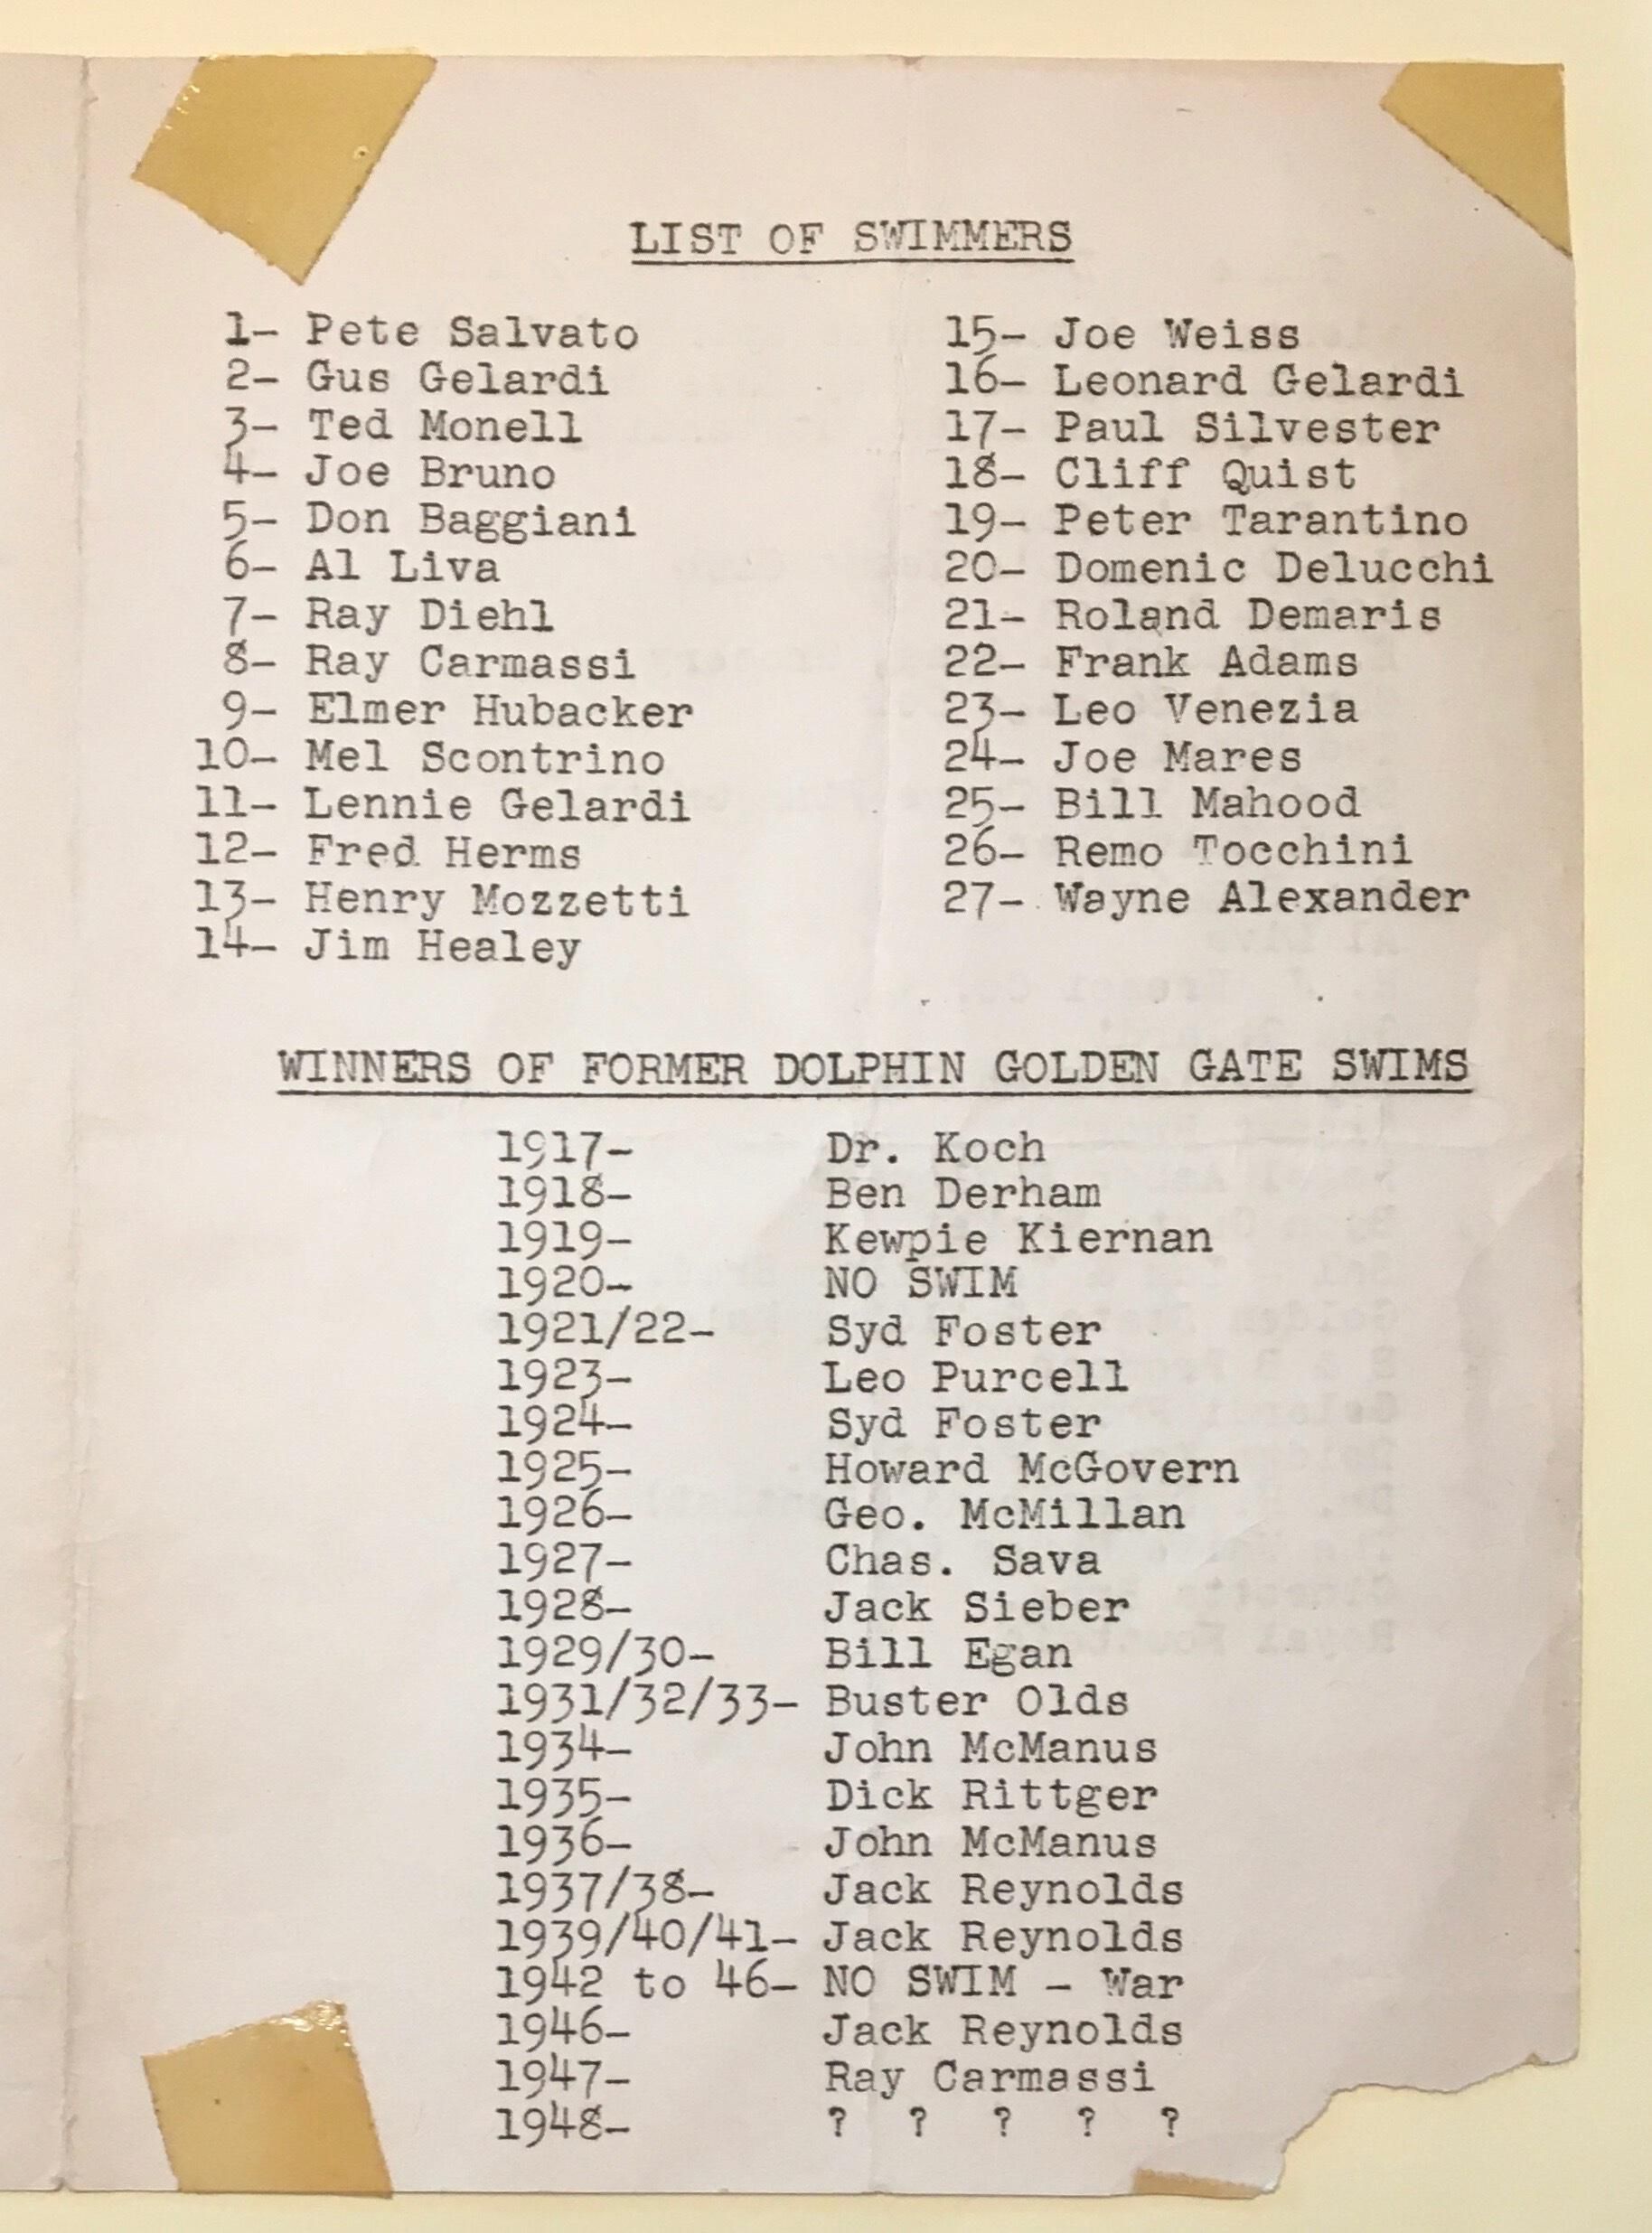 LIST OF SWIMMERS
1- Pete Salvato
2- Gus Gelardi
3- Ted Monell
4- Joe Bruno
5- Don Baggiani
6- Al Liva
7- Ray Diehl
8- Ray Carmassi
9- Elmer Hubacker
10- Mel Scontrino
11- Lennie Gelardi
12- Fred Herms
13- Henry Mozzetti
14- Jim Healey
15- Joe Weiss
16- Leonard Gelardi
17- Paul Silvester
18- Cliff Quist
19- Peter Tarantino
20- Domenic Delucchi
21- Roland Demaris
22- Frank Adams
23- Leo Venezia
24- Joe Mares
25- Bill Mahood
26- Remo Tocchini
27- Wayne Alexander
WINNERS OF FORMER DOLPHIN GOLDEN GATE SWIMS
1917- Dr. Koch
1918- Ben Derham
1919- Kewpie Kiernan
1920- NO SWIM
1921/22- Syd Foster
1923- Leo Purcell
1924- Syd Foster
1925- Howard McGovern
1926- Geo. McMillan
1927- Chas. Sava
1928- Jack Sieber
1929/30- Bill Egan
1931/32/33- Buster Olds
1934- John McManus
1935- Dick Rittger
1936- John McManus
1937/38- Jack Reynolds
1939/40/41- Jack Reynolds
1942 to 46- NO SWIM - War
1946- Jack Reynolds
1947- Ray Carmassi
1948- ? ? ? ? ?